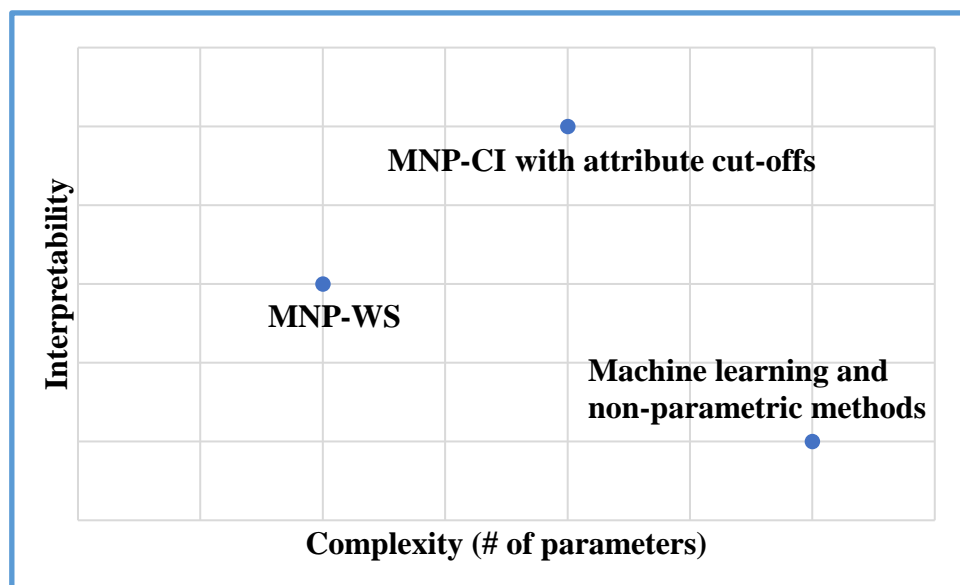 MNP-CI with attribute cut-offs
Interpretability
MNP-WS
Machine learning and
non-parametric methods
Complexity (# of parameters)